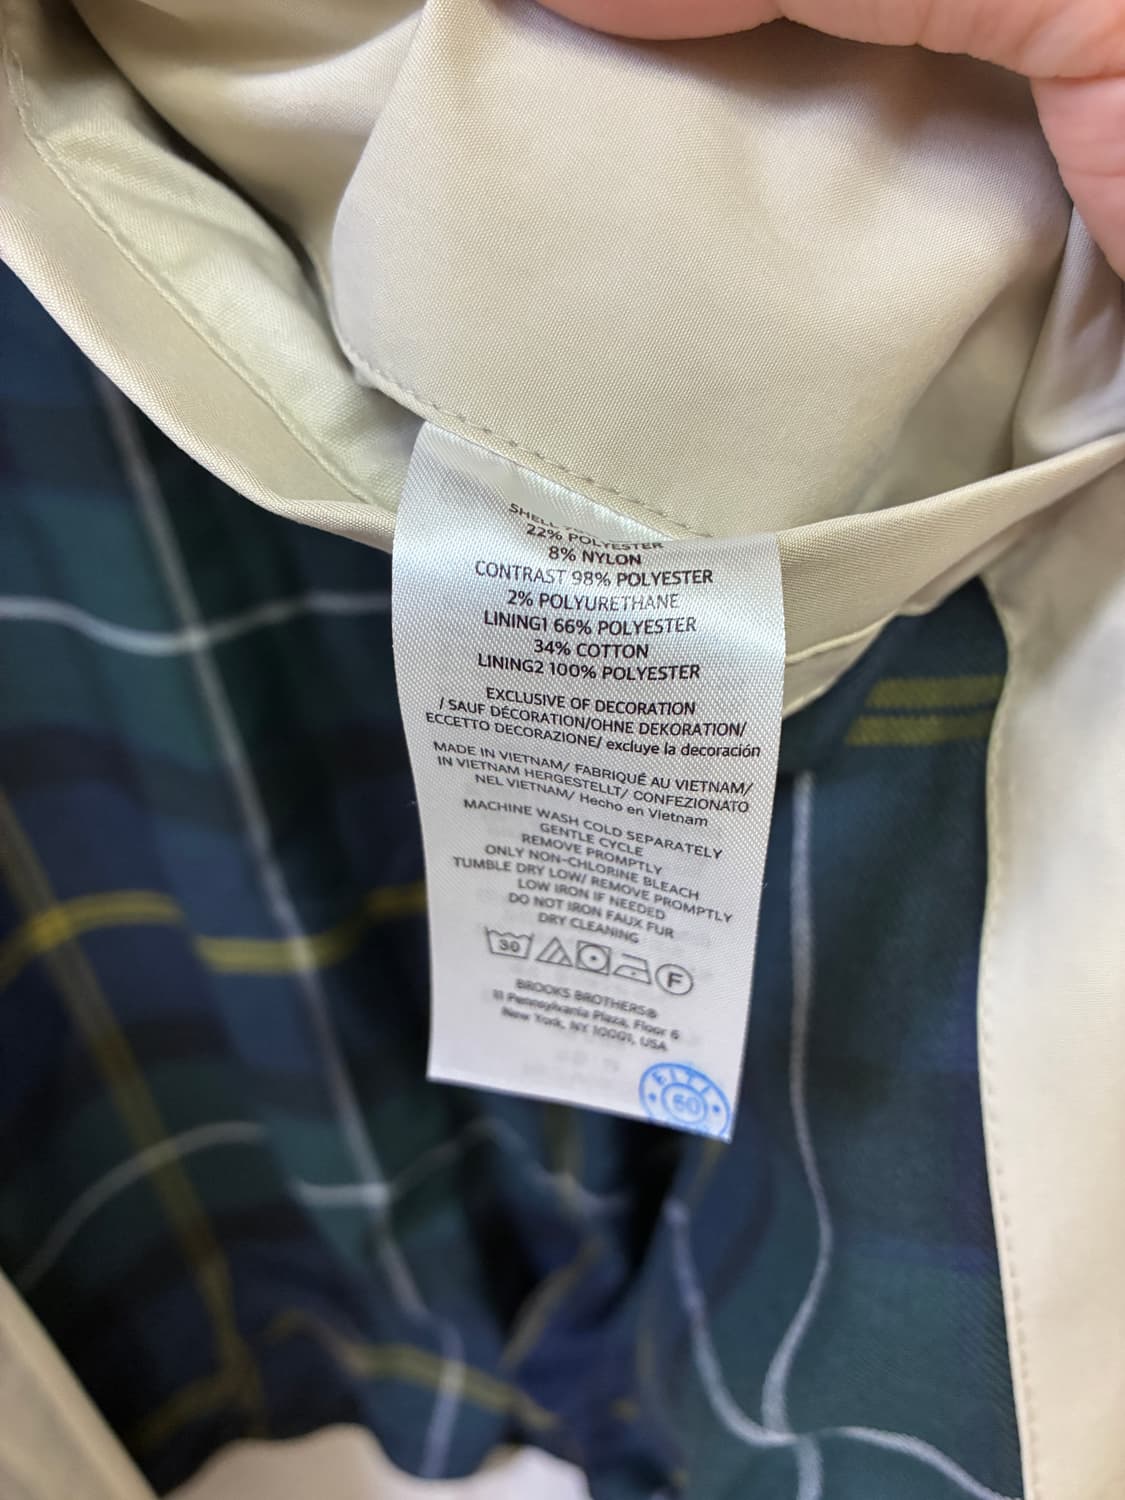 SHELL
22% POLYESTER
8% NYLON
CONTRAST 98% POLYESTER
2% POLYURETHANE
LINING1 66% POLYESTER
34% COTTON
LINING2 100% POLYESTER
EXCLUSIVE OF DECORATION
/ SAUF DÉCORATION/OHNE DEKORATION/
ECCETTO DECORAZIONE/ excluye la decoración
MADE IN VIETNAM/ FABRIQUÉ AU VIETNAM/
IN VIETNAM HERGESTELLT/ CONFEZIONATO
NEL VIETNAM/ Hecho en Vietnam
MACHINE WASH COLD SEPARATELY
GENTLE CYCLE
REMOVE PROMPTLY
ONLY NON-CHLORINE BLEACH
TUMBLE DRY LOW/ REMOVE PROMPTLY
LOW IRON IF NEEDED
DO NOT IRON FAUX FUR
DRY CLEANING
30 F
BROOKS BROTHERS®
11 Pennsylvania Plaza, Floor 6
New York, NY 10001, USA
60